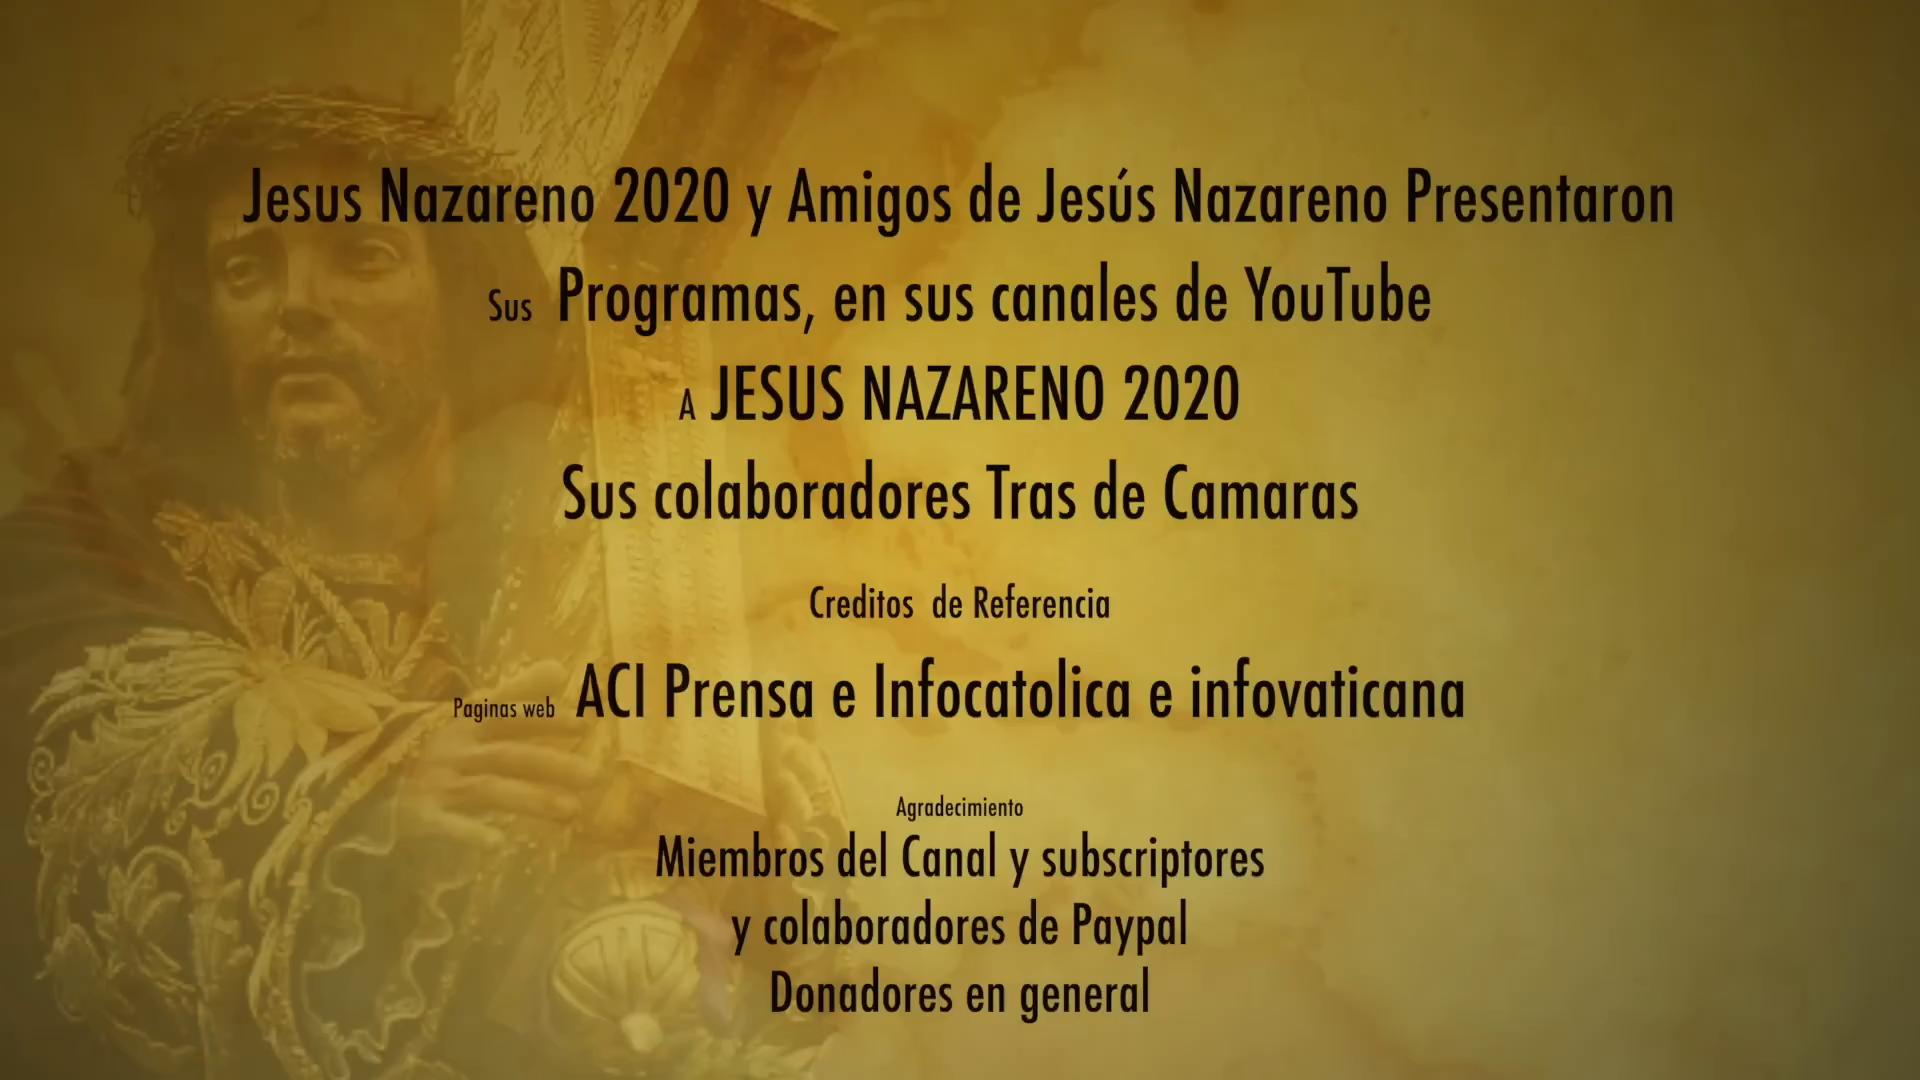 Jesus Nazareno 2020 y Amigos de Jesús Nazareno Presentaron
Sus Programas, en sus canales de YouTube
A JESUS NAZARENO 2020
Sus colaboradores Tras de Camaras
Creditos de Referencia
Paginas web ACI Prensa e Infocatolica e infovaticana
Agradecimiento
Miembros del Canal y subscriptores
y colaboradores de Paypal
Donadores en general